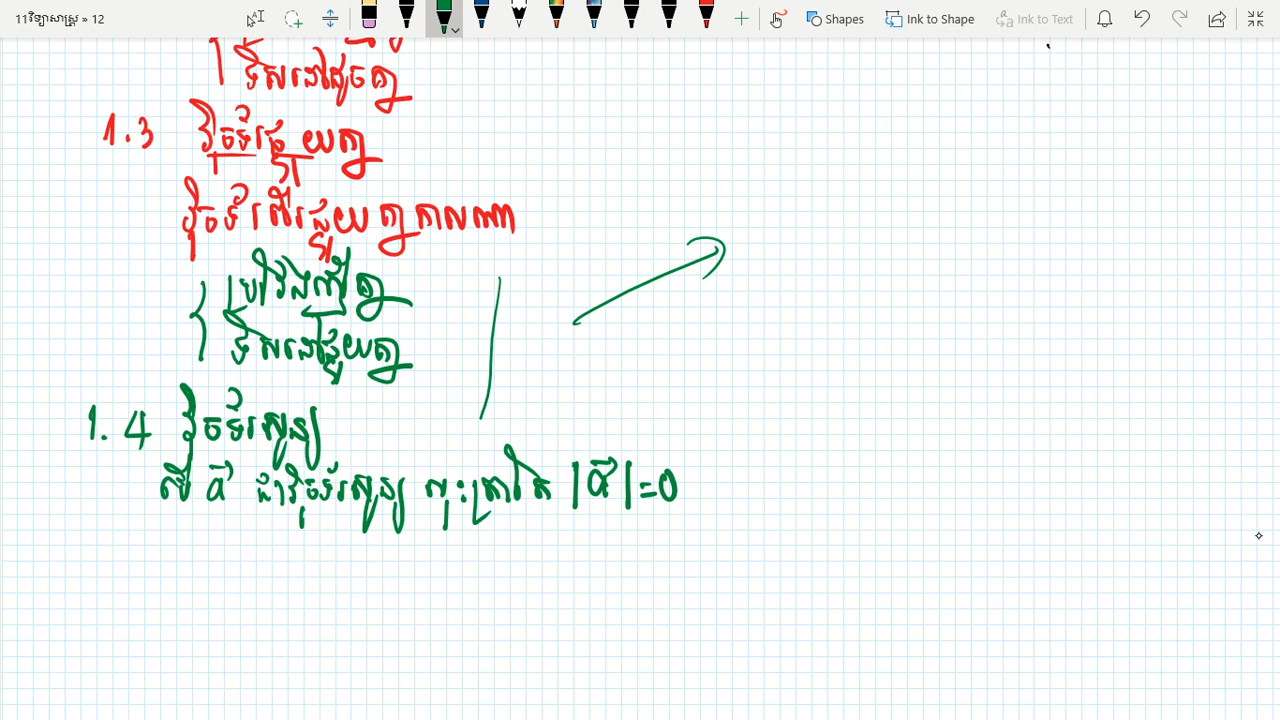 11វិទ្យាសាស្រ្ត » 12
Shapes
Ink to Shape
Ink to Text
ទិសដៅដូចគ្នា
1.3 វ៉ិចទ័រផ្ទុយគ្នា
វ៉ិចទ័រពីរផ្ទុយគ្នាកាលណា
ប្រវែងស្មើគ្នា
ទិសដៅផ្ទុយគ្នា
1.4 វ៉ិចទ័រសូន្យ
បើ a⃗ ជាវ៉ិចទ័រសូន្យ លុះត្រាតែ |a⃗|=0